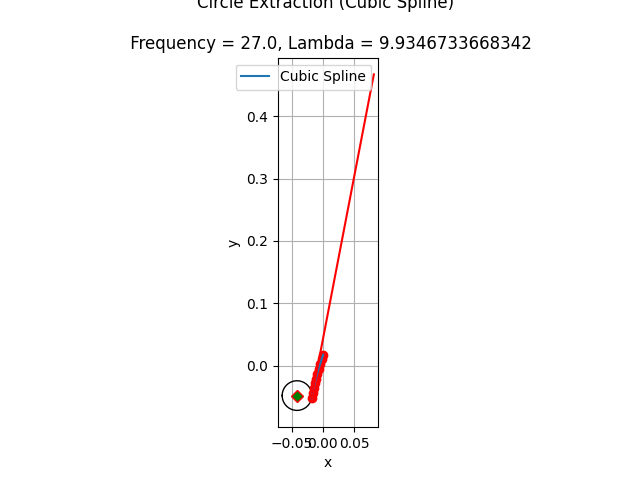 Circle Extraction (Cubic Spline)
Frequency = 27.0, Lambda = 9.9346733668342
Cubic Spline
0.4
0.3
0.2
0.1
0.0
y
−0.05 0.00 0.05
x